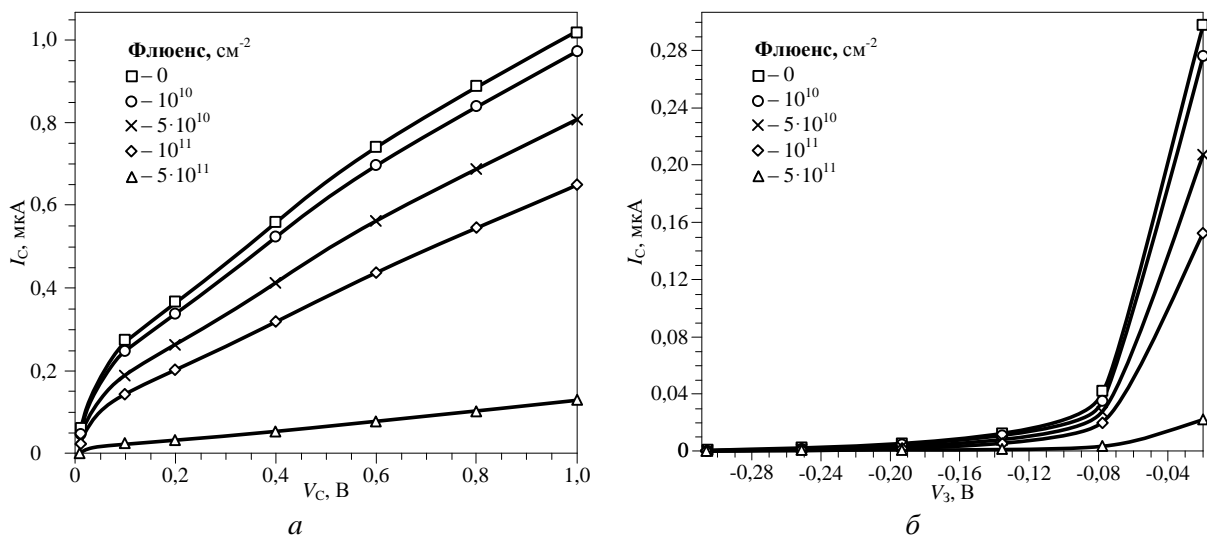 1,0
0,8
0,6
0,4
0,2
0
I_C, мкА
Флюенс, см⁻²
– 0
– 10¹⁰
– 5·10¹⁰
– 10¹¹
– 5·10¹¹
0 0,2 0,4 0,6 0,8 1,0
V_C, В
а
0,28
0,20
0,16
0,12
0,04
0
I_C, мкА
Флюенс, см⁻²
– 0
– 10¹⁰
– 5·10¹⁰
– 10¹¹
– 5·10¹¹
-0,28 -0,24 -0,20 -0,16 -0,12 -0,08 -0,04
V_З, В
б